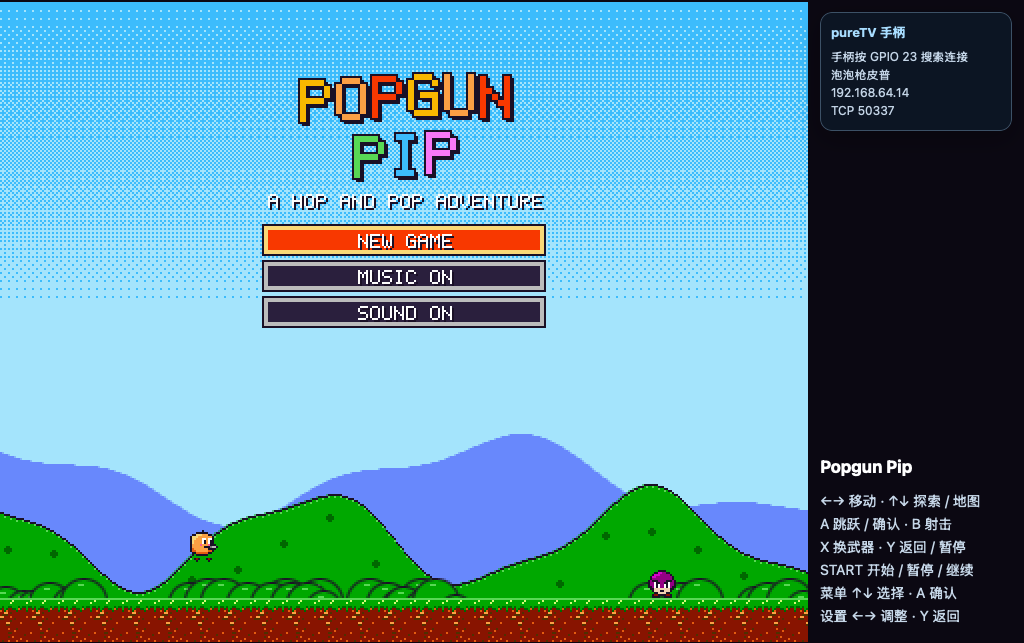 POPGUN
PIP
A HOP AND POP ADVENTURE
NEW GAME
MUSIC ON
SOUND ON
pureTV 手柄
手柄按 GPIO 23 搜索连接
泡泡枪皮普
192.168.64.14
TCP 50337
Popgun Pip
←→ 移动 · ↑↓ 探索 / 地图
A 跳跃 / 确认 · B 射击
X 换武器 · Y 返回 / 暂停
START 开始 / 暂停 / 继续
菜单 ↑↓ 选择 · A 确认
设置 ←→ 调整 · Y 返回